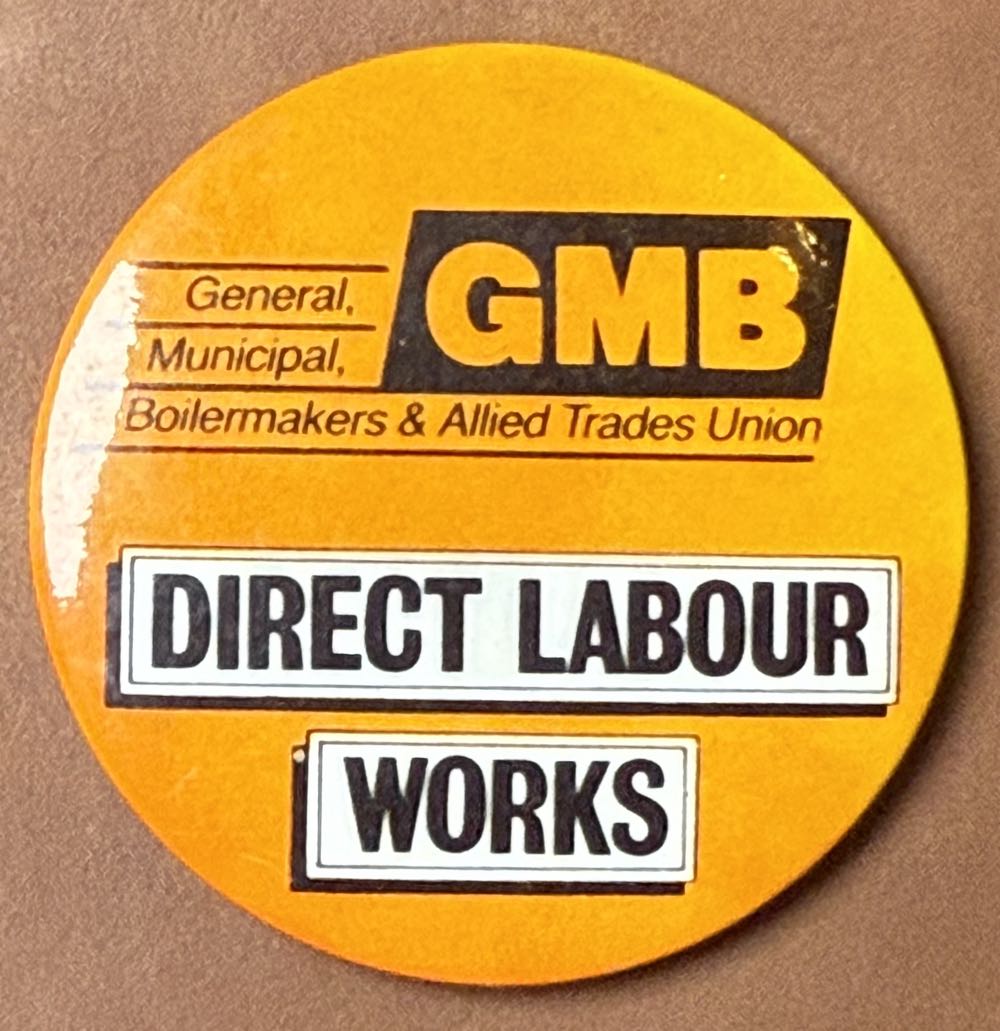 GMB
General,
Municipal,
Boilermakers & Allied Trades Union
DIRECT LABOUR
WORKS